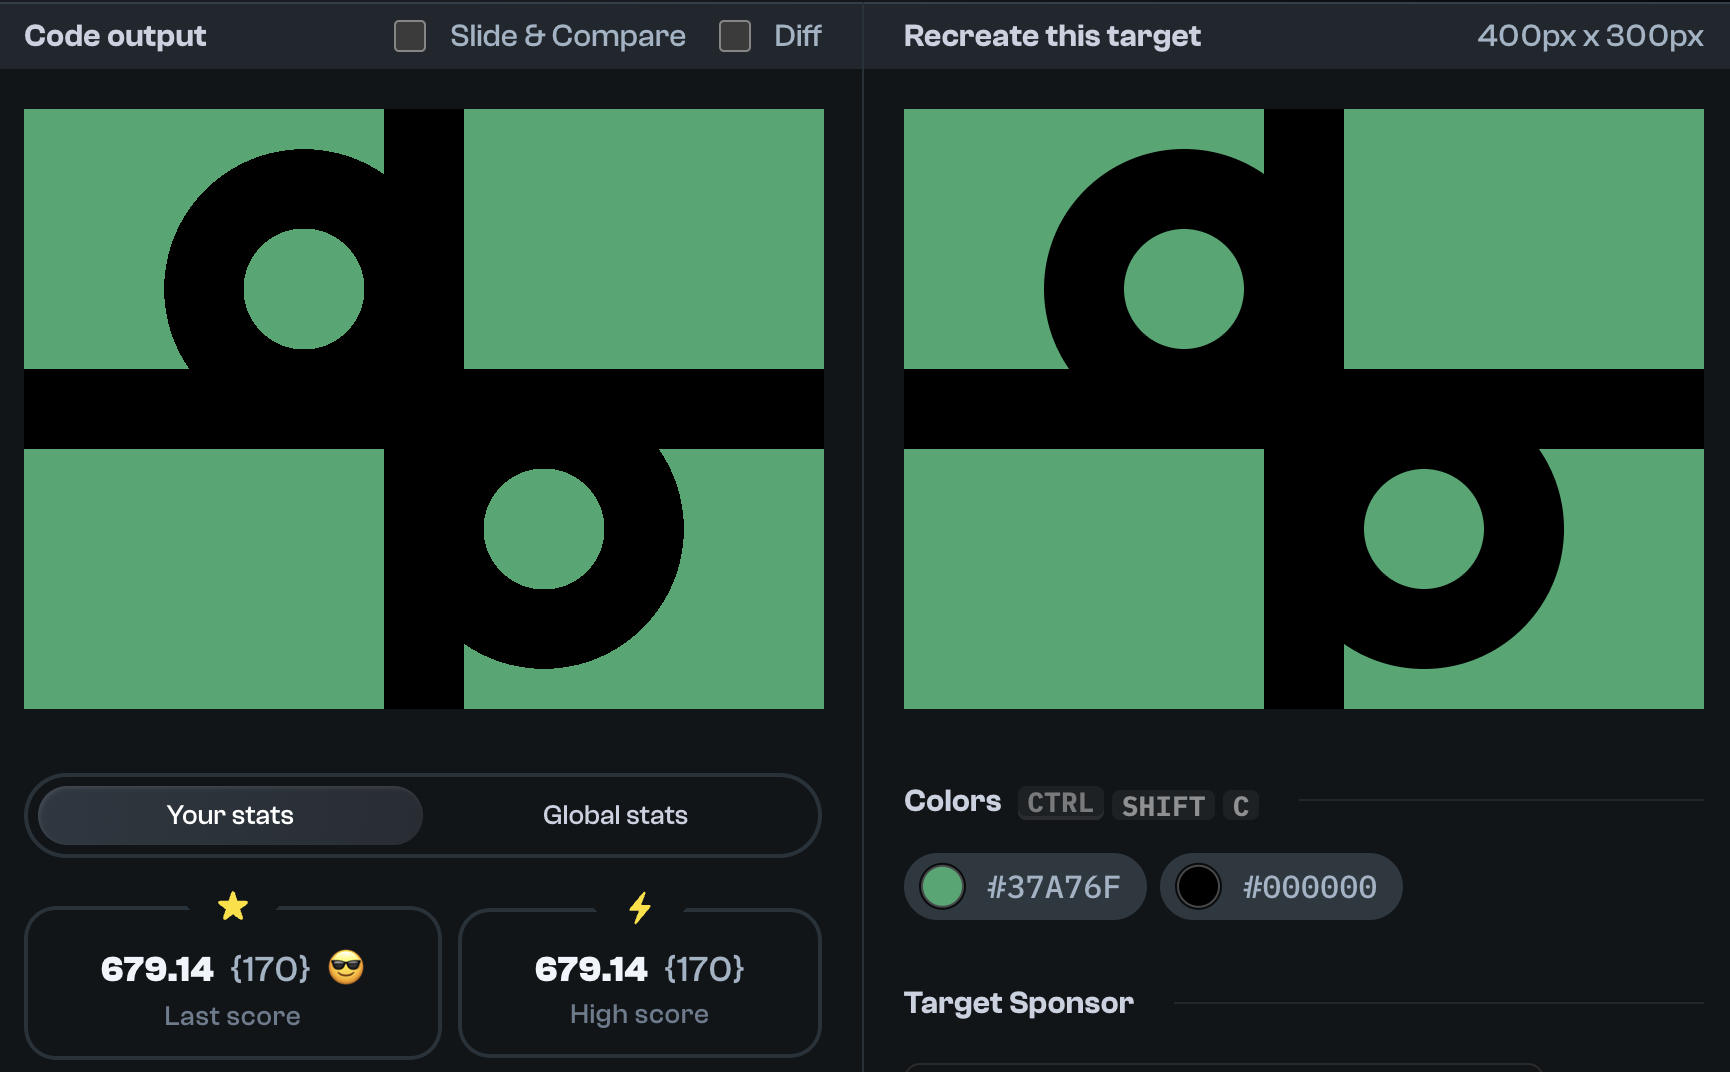 Code output
Slide & Compare
Diff
Recreate this target
400px x 300px
Your stats
Global stats
679.14 {170} 😎
Last score
679.14 {170}
High score
Colors CTRL SHIFT C
#37A76F
#000000
Target Sponsor